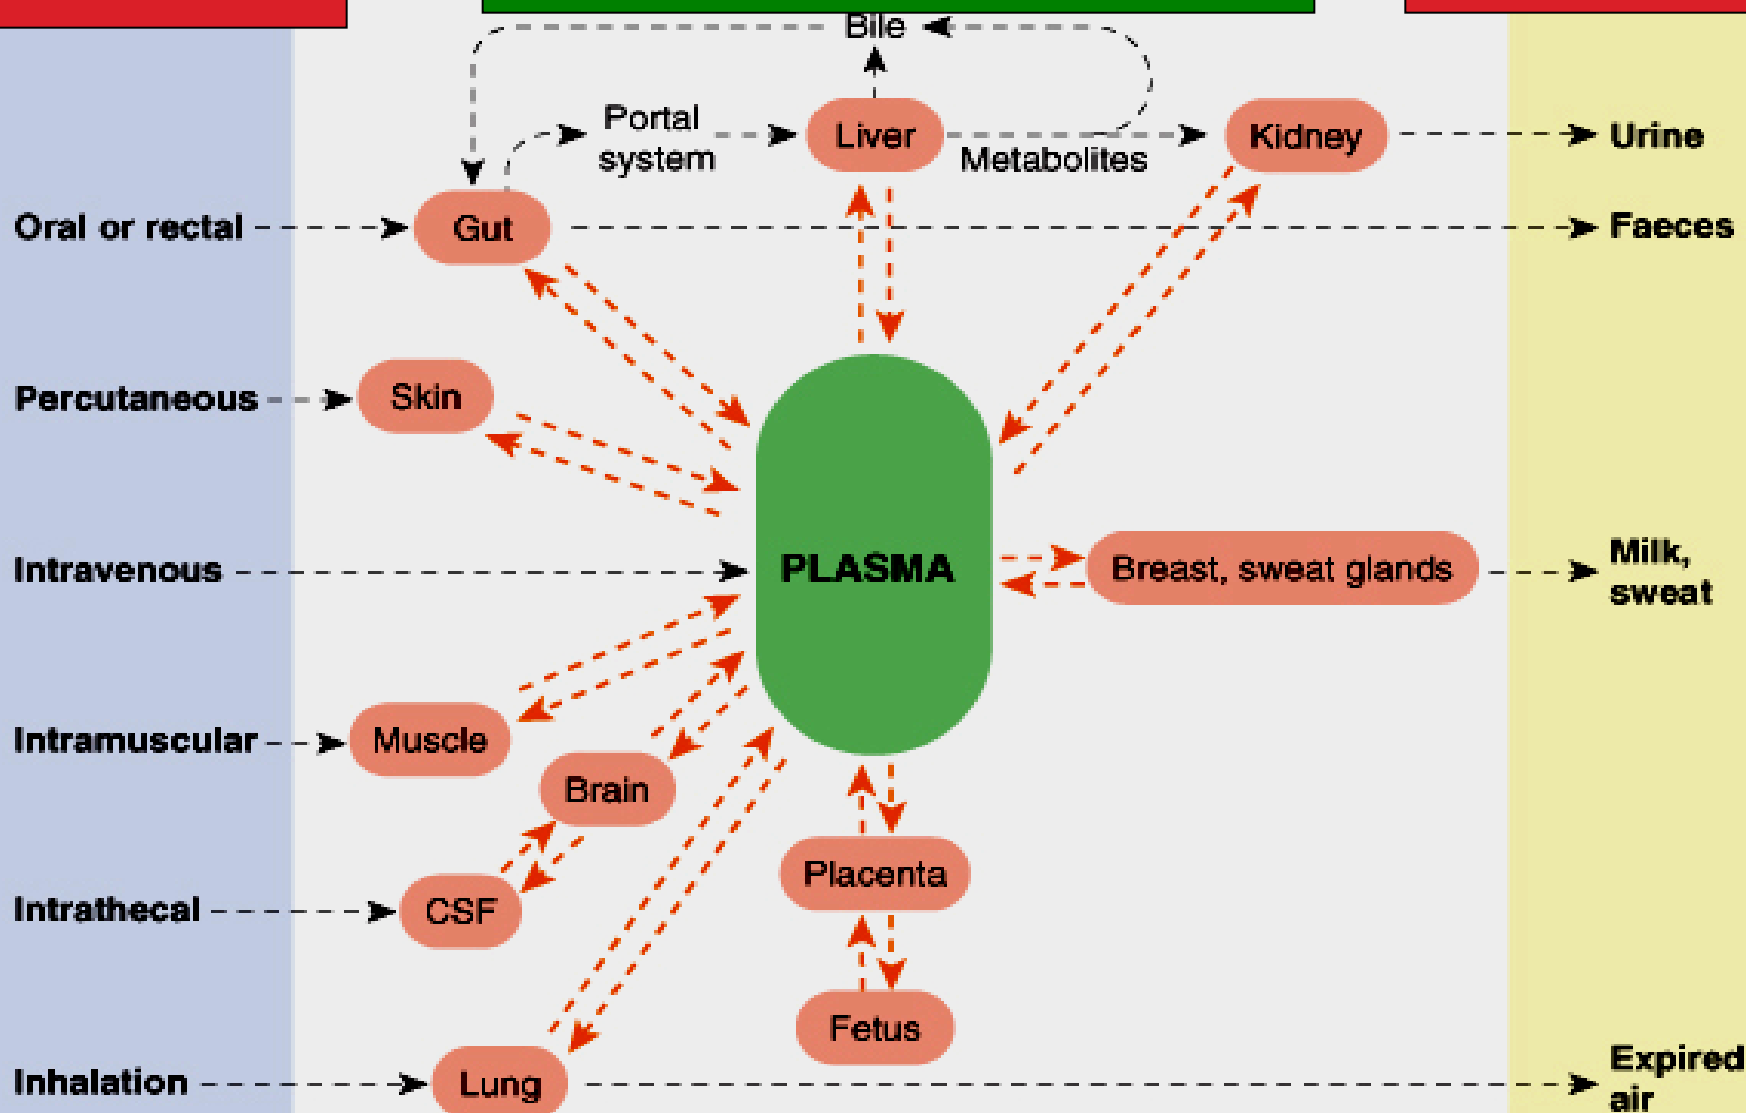 Bile
Portal
system
Liver
Metabolites
Kidney
Urine
Oral or rectal
Gut
Faeces
Percutaneous
Skin
Intravenous
PLASMA
Breast, sweat glands
Milk,
sweat
Intramuscular
Muscle
Brain
Placenta
Intrathecal
CSF
Fetus
Inhalation
Lung
Expired
air